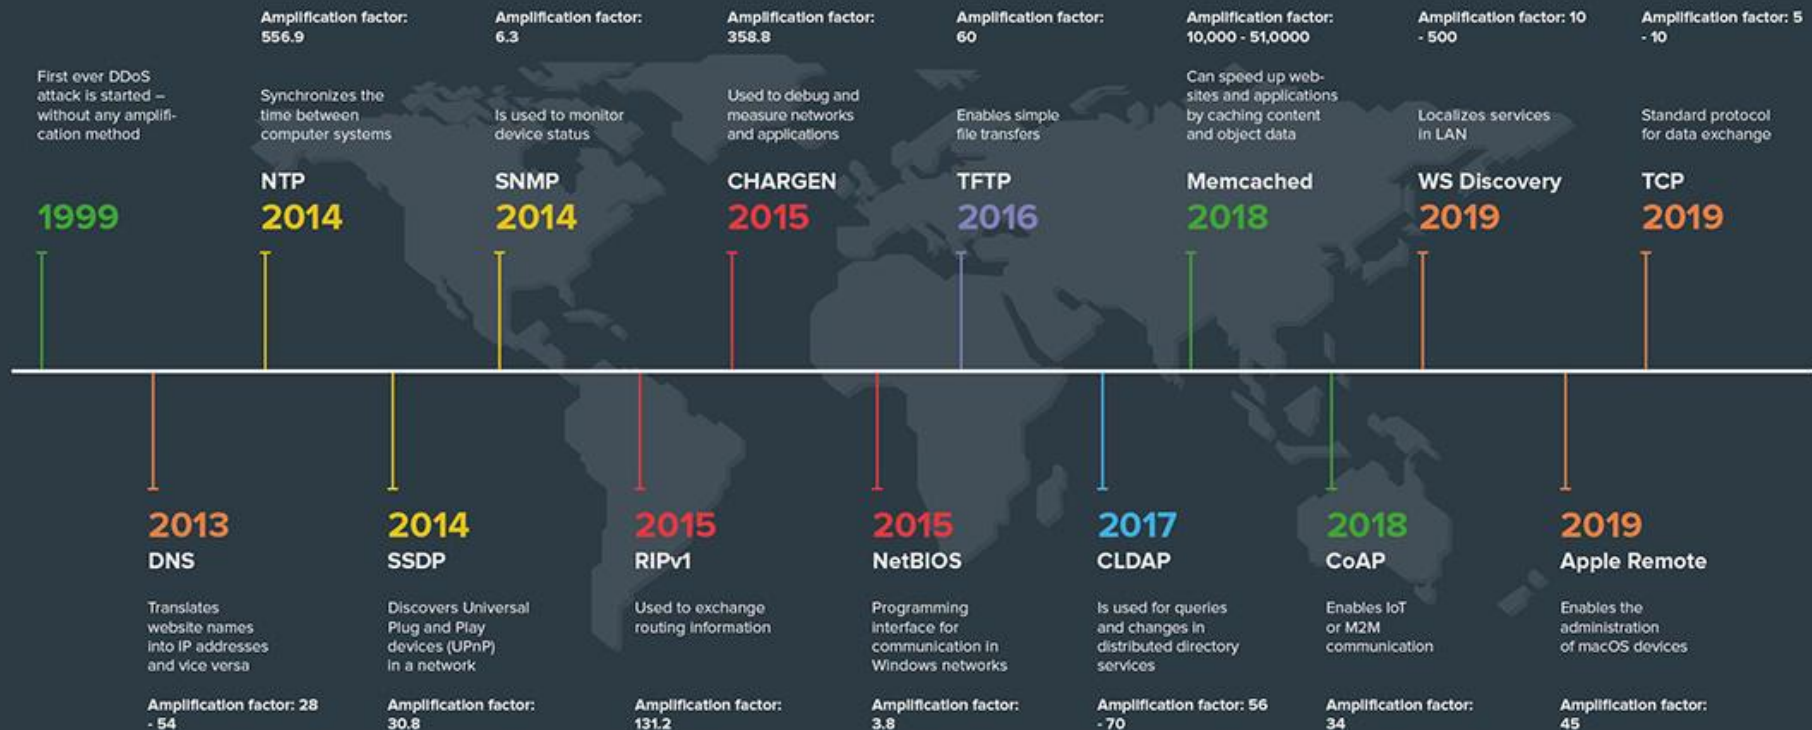 First ever DDoS
attack is started –
without any amplifi-
cation method
1999
Amplification factor:
556.9
Synchronizes the
time between
computer systems
NTP
2014
Amplification factor:
6.3
Is used to monitor
device status
SNMP
2014
Amplification factor:
358.8
Used to debug and
measure networks
and applications
CHARGEN
2015
Amplification factor:
60
Enables simple
file transfers
TFTP
2016
Amplification factor:
10,000 - 51,0000
Can speed up web-
sites and applications
by caching content
and object data
Memcached
2018
Amplification factor: 10
- 500
Localizes services
in LAN
WS Discovery
2019
Amplification factor: 5
- 10
Standard protocol
for data exchange
TCP
2019
2013
DNS
Translates
website names
into IP addresses
and vice versa
Amplification factor: 28
- 54
2014
SSDP
Discovers Universal
Plug and Play
devices (UPnP)
in a network
Amplification factor:
30.8
2015
RIPv1
Used to exchange
routing information
Amplification factor:
131.2
2015
NetBIOS
Programming
interface for
communication in
Windows networks
Amplification factor:
3.8
2017
CLDAP
Is used for queries
and changes in
distributed directory
services
Amplification factor: 56
- 70
2018
CoAP
Enables IoT
or M2M
communication
Amplification factor:
34
2019
Apple Remote
Enables the
administration
of macOS devices
Amplification factor:
45